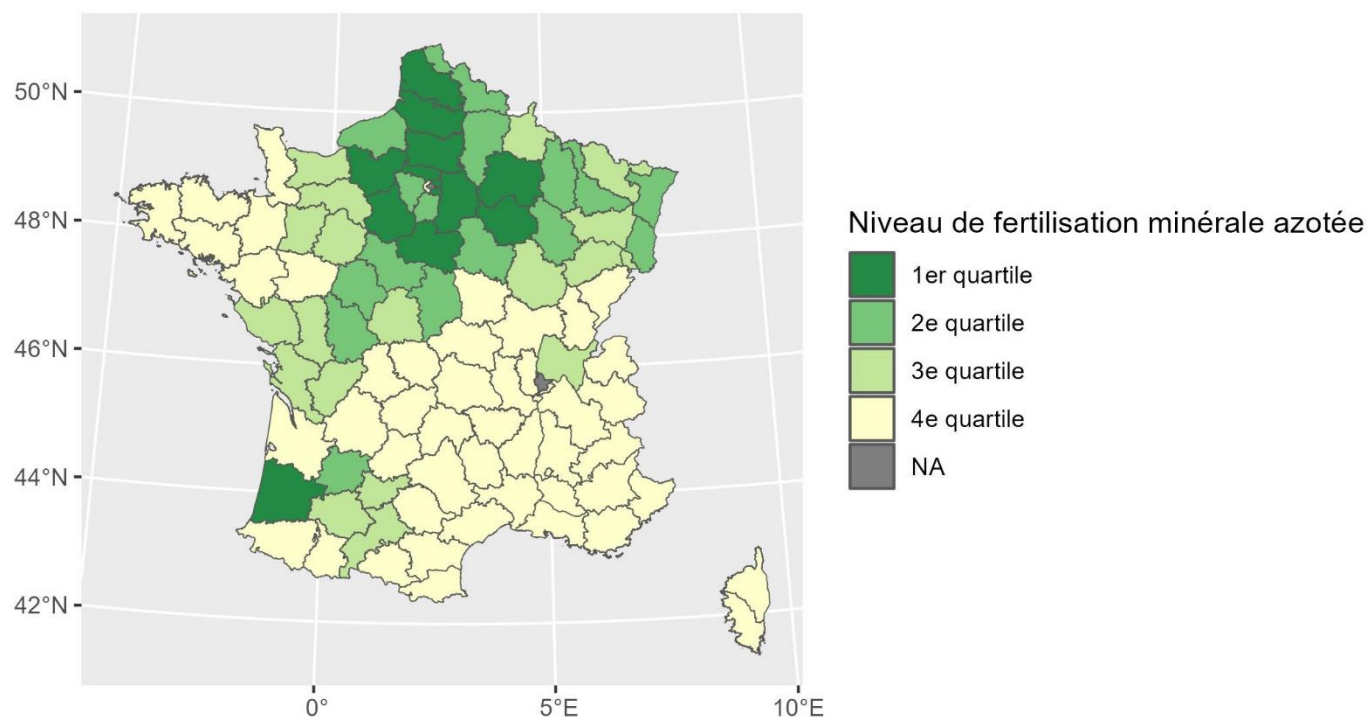 50°N
48°N
46°N
44°N
42°N
0°
5°E
10°E
Niveau de fertilisation minérale azotée
1er quartile
2e quartile
3e quartile
4e quartile
NA